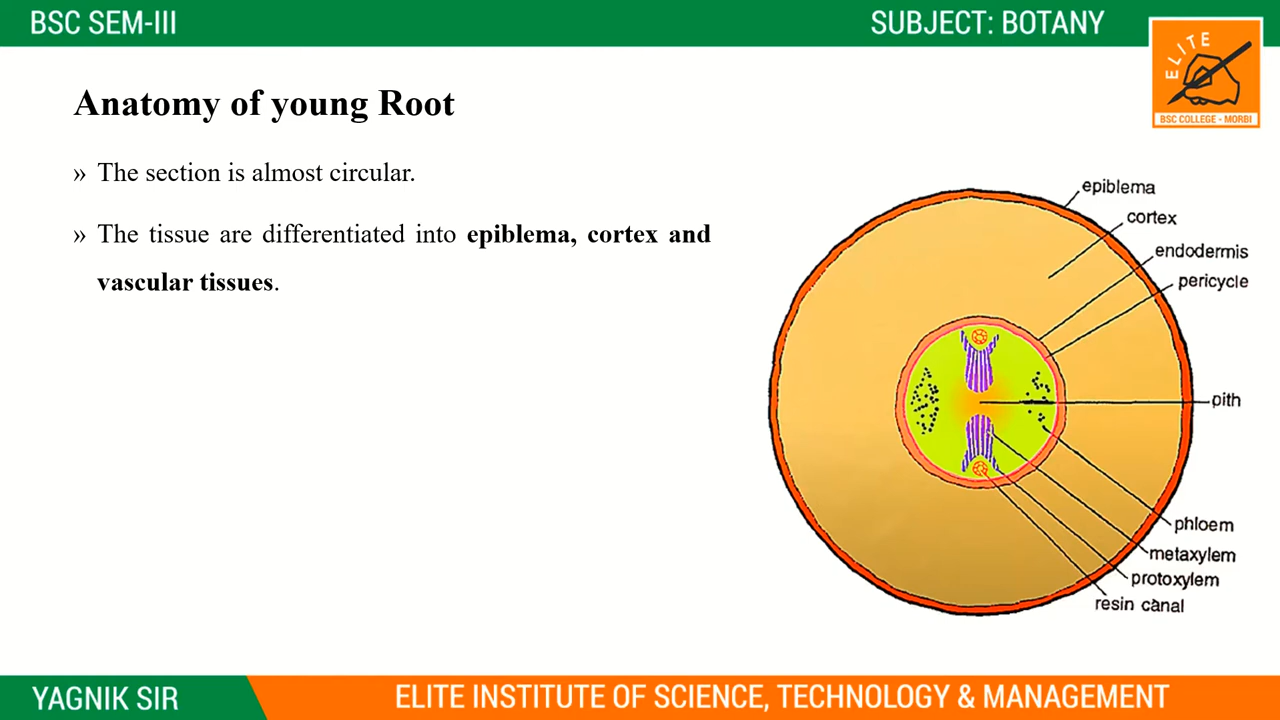 BSC SEM-III
SUBJECT: BOTANY
ELITE
BSC COLLEGE - MORBI
Anatomy of young Root
» The section is almost circular.
» The tissue are differentiated into epiblema, cortex and
vascular tissues.
epiblema
cortex
endodermis
pericycle
pith
phloem
metaxylem
protoxylem
resin canal
YAGNIK SIR
ELITE INSTITUTE OF SCIENCE, TECHNOLOGY & MANAGEMENT